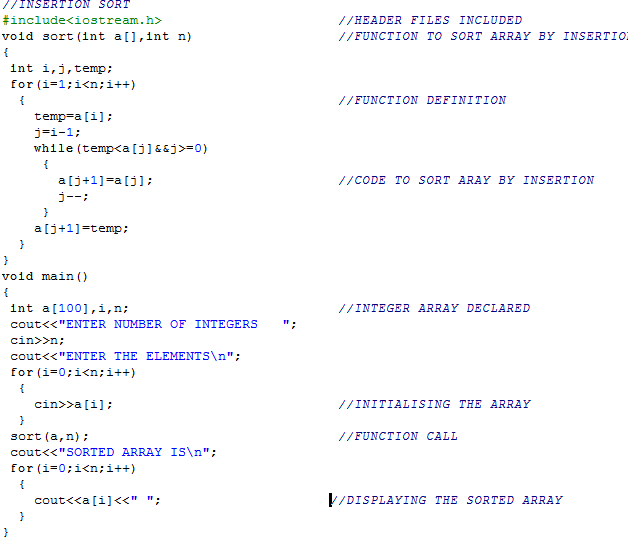 //INSERTION SORT
#include<iostream.h> //HEADER FILES INCLUDED
void sort(int a[],int n) //FUNCTION TO SORT ARRAY BY INSERTIO
{
int i,j,temp;
for(i=1;i<n;i++)
{ //FUNCTION DEFINITION
temp=a[i];
j=i-1;
while(temp<a[j]&&j>=0)
{
a[j+1]=a[j]; //CODE TO SORT ARAY BY INSERTION
j--;
}
a[j+1]=temp;
}
}
void main()
{
int a[100],i,n; //INTEGER ARRAY DECLARED
cout<<"ENTER NUMBER OF INTEGERS   ";
cin>>n;
cout<<"ENTER THE ELEMENTS\n";
for(i=0;i<n;i++)
{
cin>>a[i]; //INITIALISING THE ARRAY
}
sort(a,n); //FUNCTION CALL
cout<<"SORTED ARRAY IS\n";
for(i=0;i<n;i++)
{
cout<<a[i]<<" "; //DISPLAYING THE SORTED ARRAY
}
}